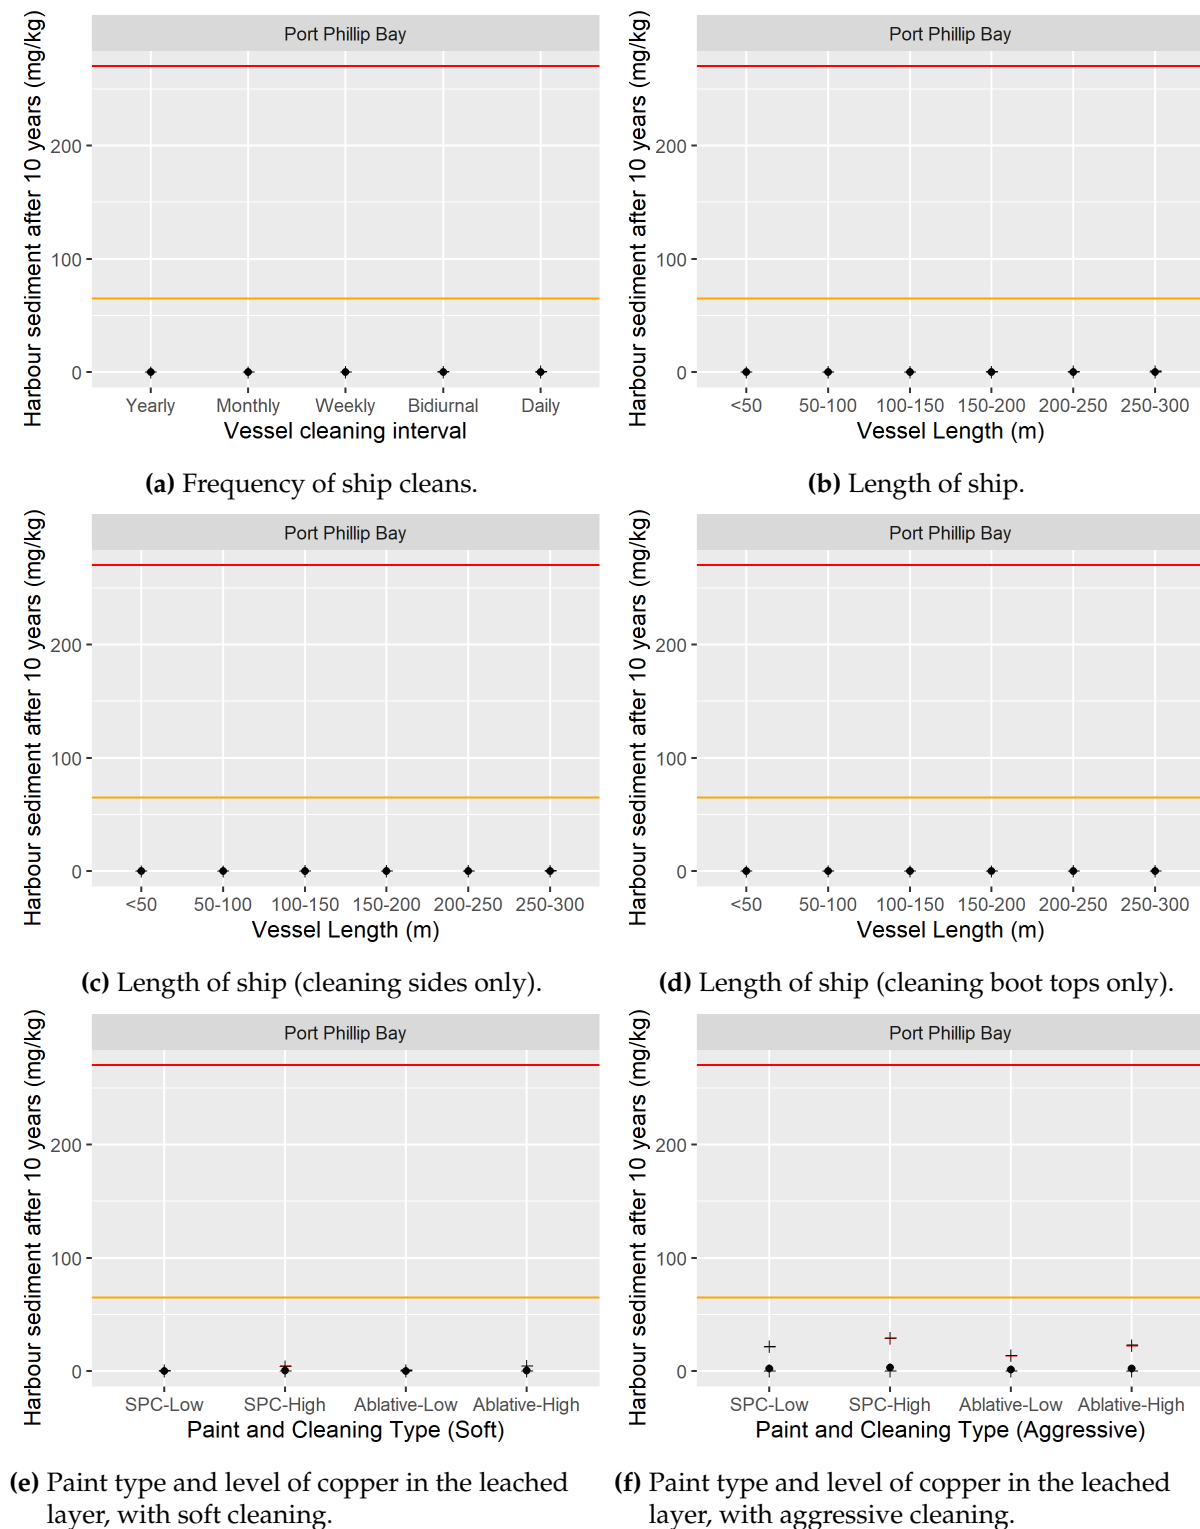 Port Phillip Bay
Harbour sediment after 10 years (mg/kg)
200
100
0
Yearly Monthly Weekly Bidiurnal Daily
Vessel cleaning interval
(a) Frequency of ship cleans.
Port Phillip Bay
Harbour sediment after 10 years (mg/kg)
200
100
0
<50 50-100 100-150 150-200 200-250 250-300
Vessel Length (m)
(b) Length of ship.
Port Phillip Bay
Harbour sediment after 10 years (mg/kg)
200
100
0
<50 50-100 100-150 150-200 200-250 250-300
Vessel Length (m)
(c) Length of ship (cleaning sides only).
Port Phillip Bay
Harbour sediment after 10 years (mg/kg)
200
100
0
<50 50-100 100-150 150-200 200-250 250-300
Vessel Length (m)
(d) Length of ship (cleaning boot tops only).
Port Phillip Bay
Harbour sediment after 10 years (mg/kg)
200
100
0
SPC-Low SPC-High Ablative-Low Ablative-High
Paint and Cleaning Type (Soft)
(e) Paint type and level of copper in the leached
layer, with soft cleaning.
Port Phillip Bay
Harbour sediment after 10 years (mg/kg)
200
100
0
SPC-Low SPC-High Ablative-Low Ablative-High
Paint and Cleaning Type (Aggressive)
(f) Paint type and level of copper in the leached
layer, with aggressive cleaning.